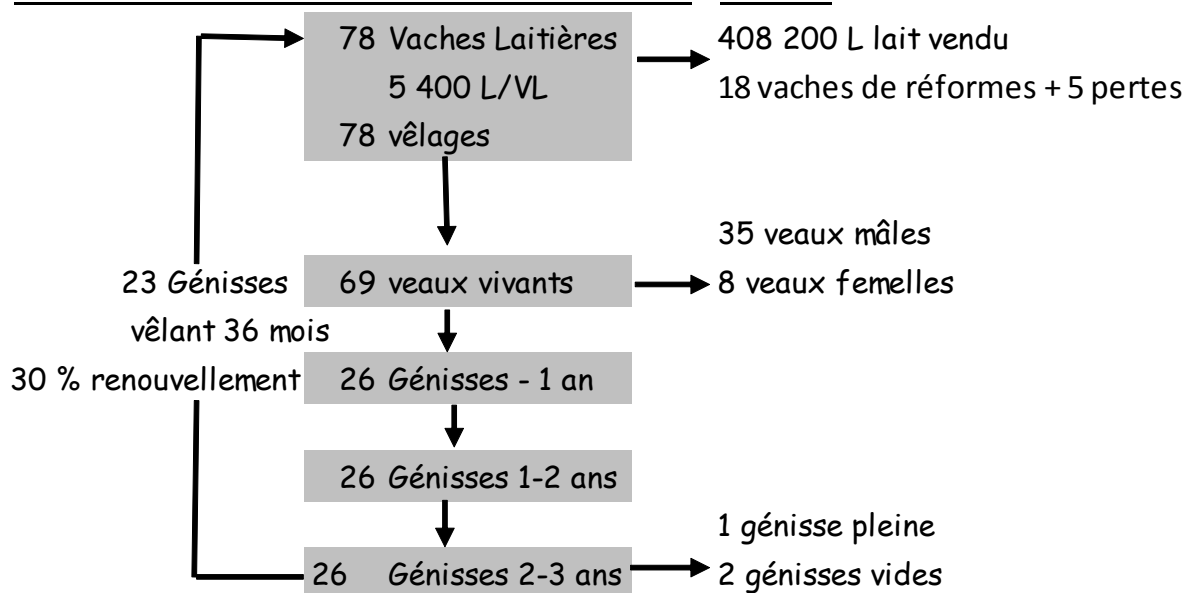 78 Vaches Laitières
5 400 L/VL
78 vêlages
408 200 L lait vendu
18 vaches de réformes + 5 pertes
35 veaux mâles
8 veaux femelles
69 veaux vivants
23 Génisses
vêlant 36 mois
30 % renouvellement
26 Génisses - 1 an
26 Génisses 1-2 ans
26 Génisses 2-3 ans
1 génisse pleine
2 génisses vides